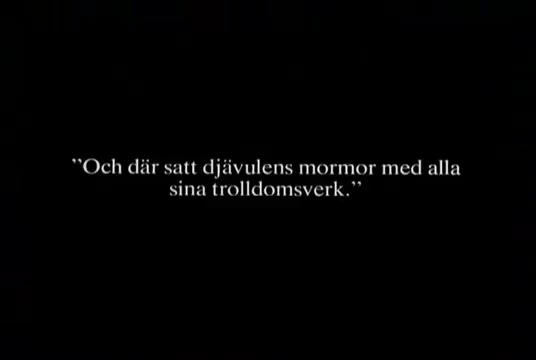 ”Och där satt djävulens mormor med alla
sina trolldomsverk.”